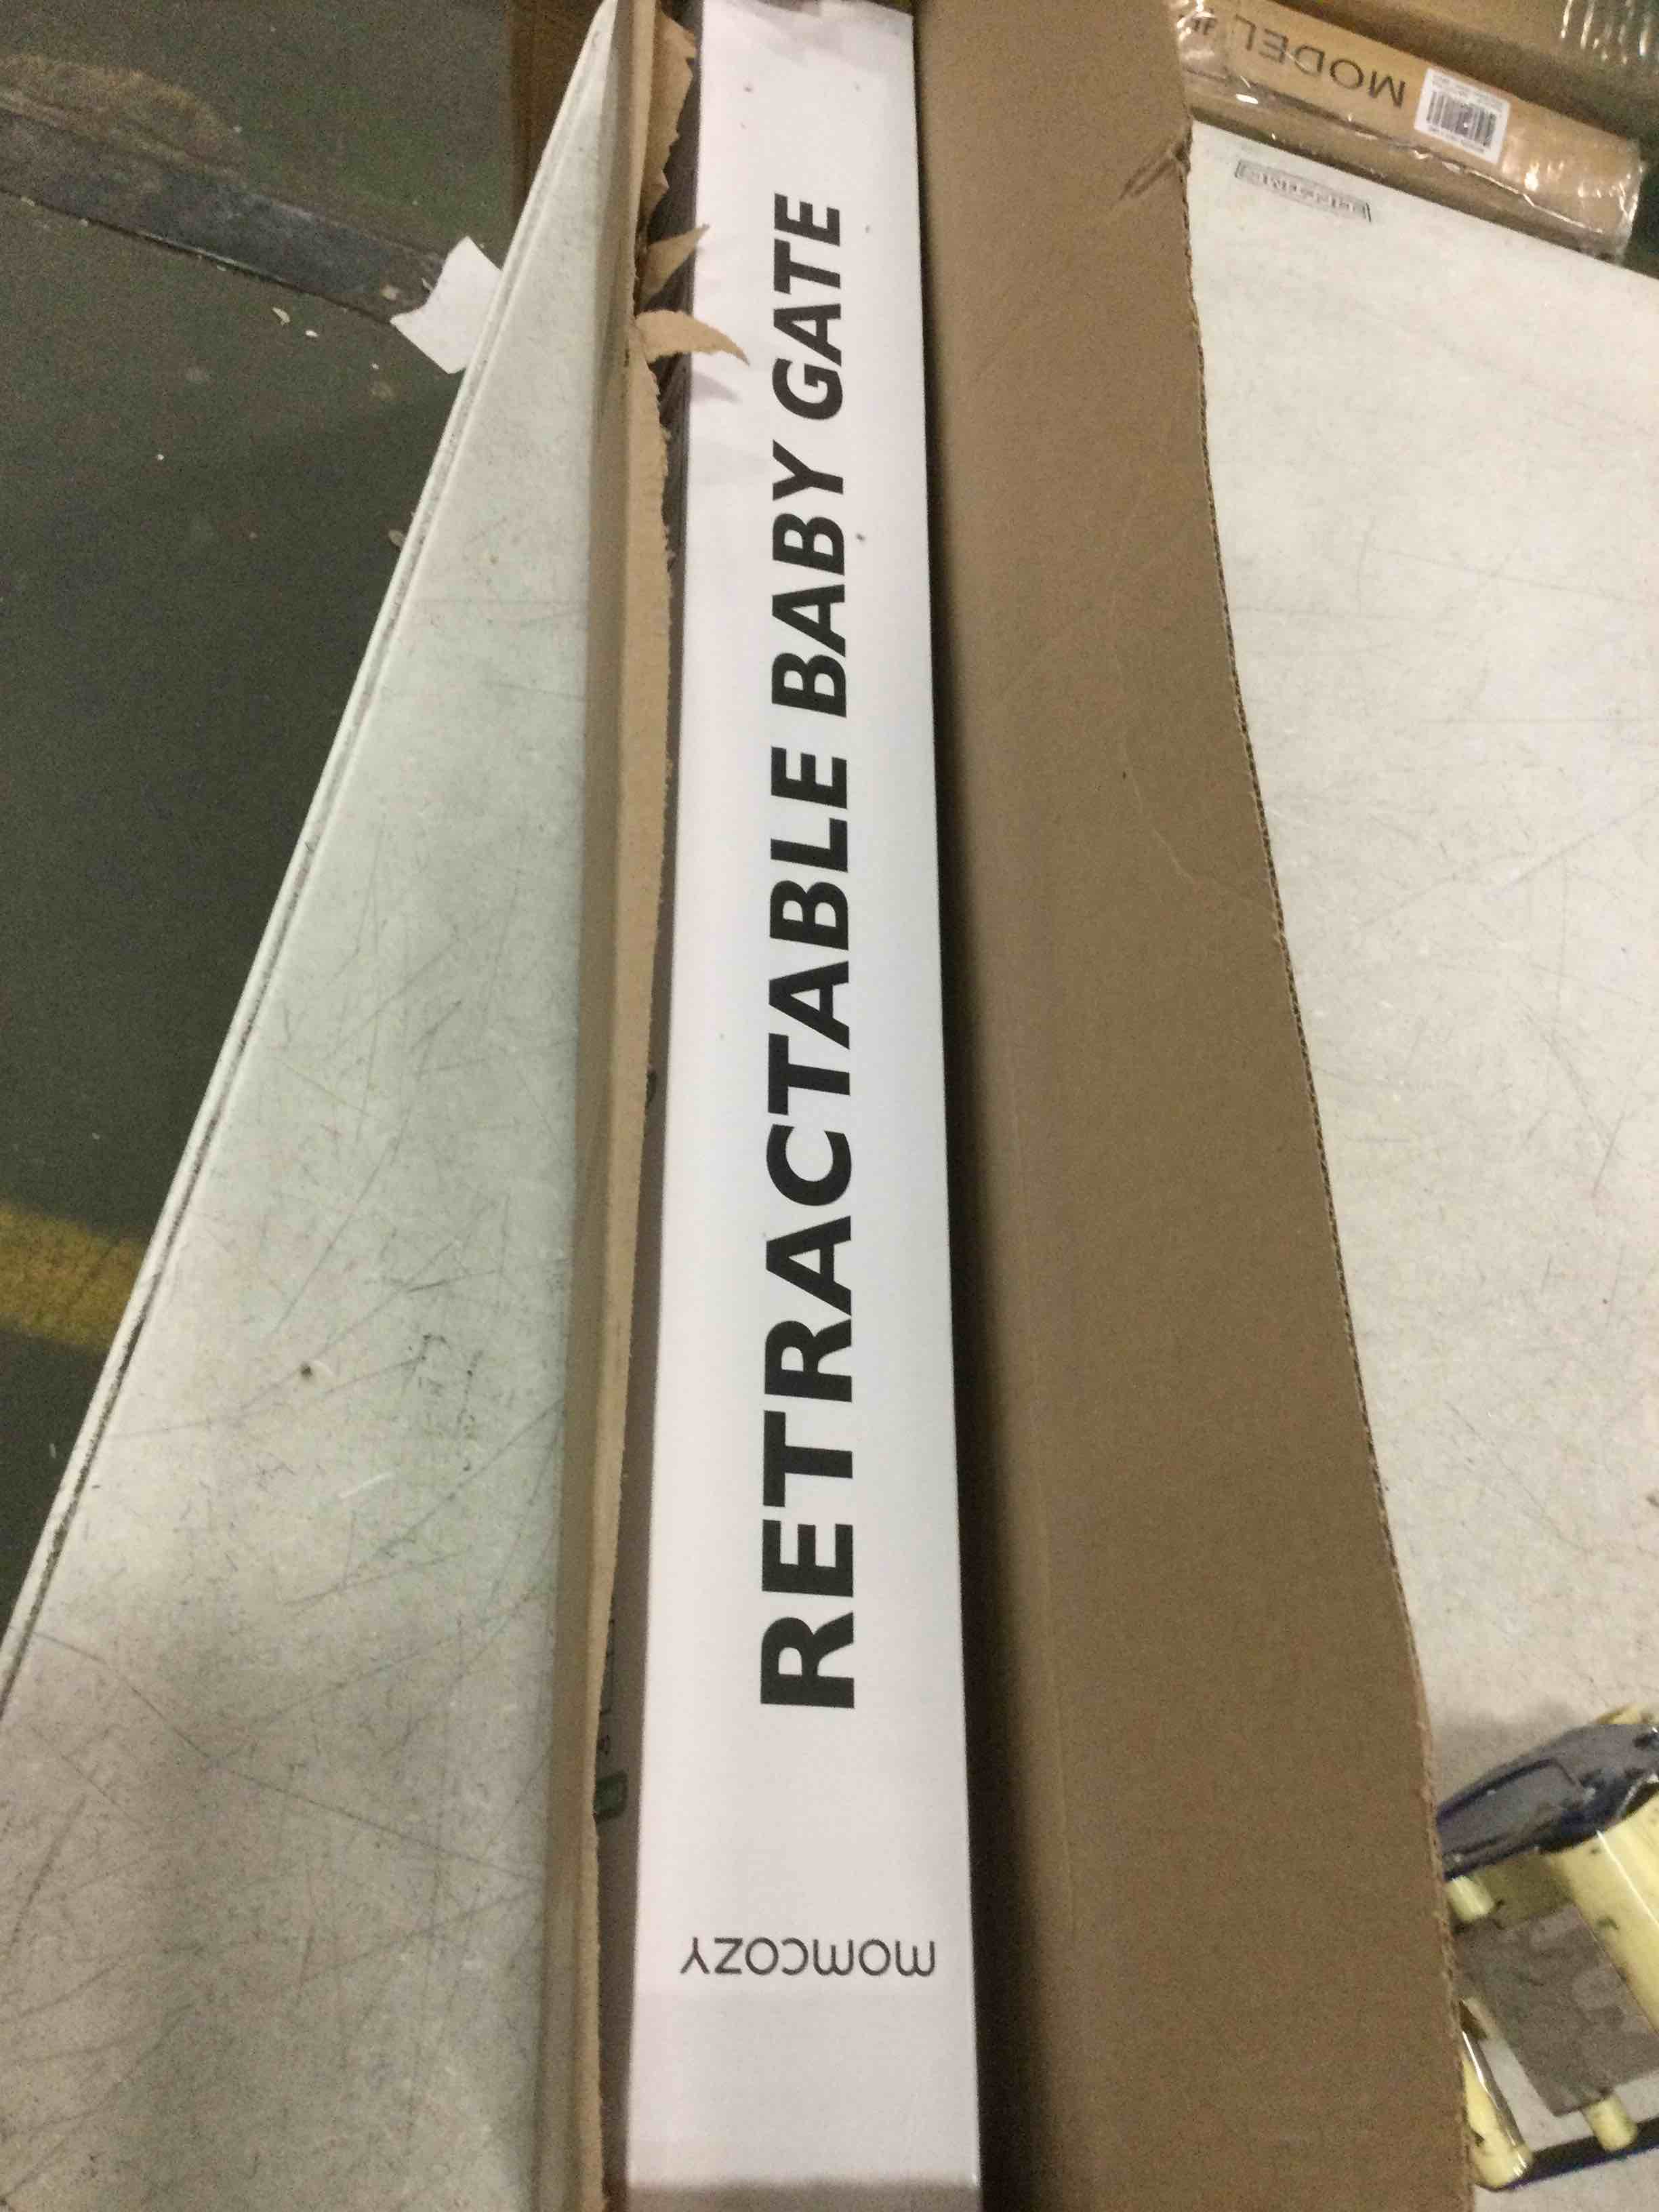 RETRACTABLE BABY GATE
momcozy
MODEL #